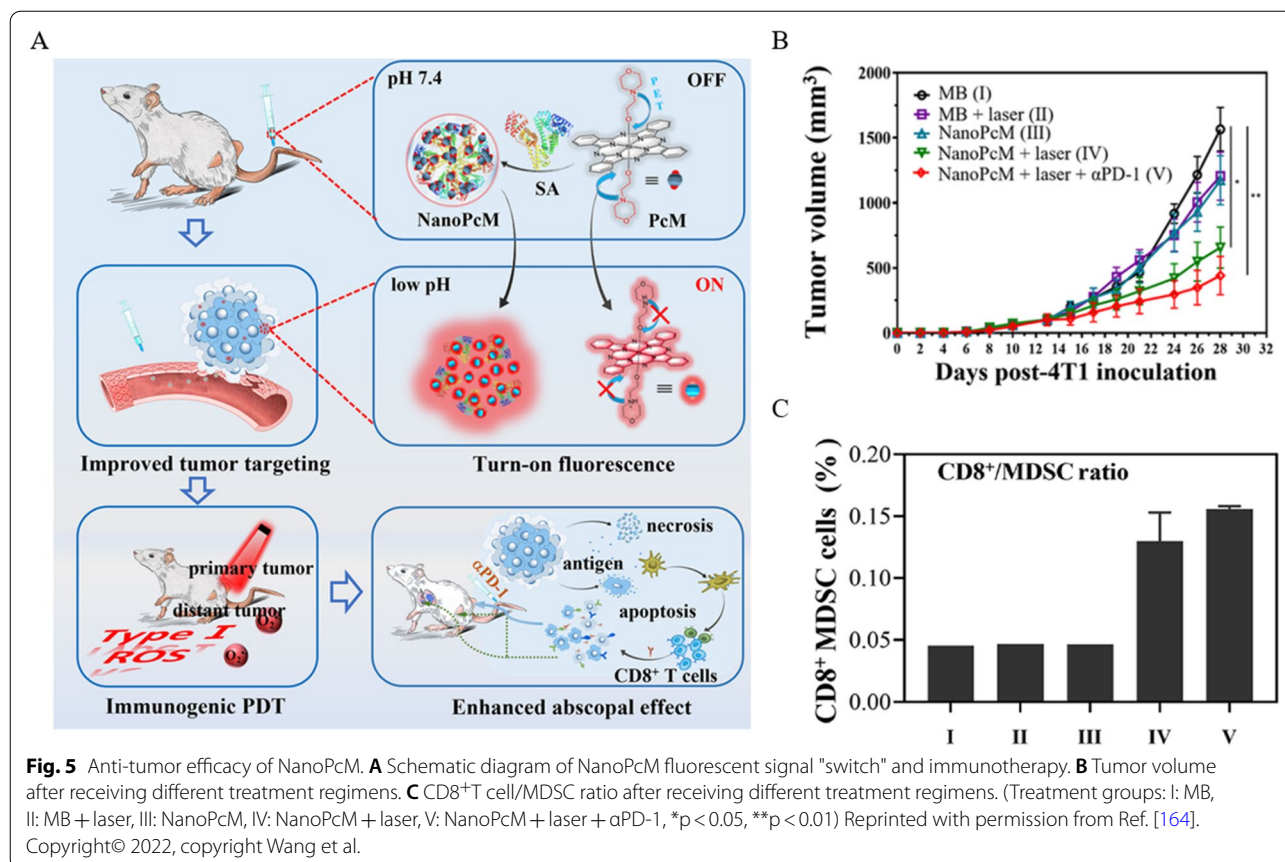 A
pH 7.4
OFF
PET
SA
NanoPcM
PcM
low pH
ON
Improved tumor targeting
Turn-on fluorescence
primary tumor
distant tumor
Type I
ROS
O₂
Immunogenic PDT
αPD-1
necrosis
antigen
apoptosis
CD8⁺ T cells
Enhanced abscopal effect
B
Tumor volume (mm³)
2000
1500
1000
500
0
MB (I)
MB + laser (II)
NanoPcM (III)
NanoPcM + laser (IV)
NanoPcM + laser + αPD-1 (V)
*
**
0 2 4 6 8 10 12 14 16 18 20 22 24 26 28 30 32
Days post-4T1 inoculation
C
CD8⁺ MDSC cells (%)
0.20
0.15
0.10
0.05
0.00
CD8⁺/MDSC ratio
I II III IV V
Fig. 5 Anti-tumor efficacy of NanoPcM. A Schematic diagram of NanoPcM fluorescent signal "switch" and immunotherapy. B Tumor volume
after receiving different treatment regimens. C CD8⁺T cell/MDSC ratio after receiving different treatment regimens. (Treatment groups: I: MB,
II: MB + laser, III: NanoPcM, IV: NanoPcM + laser, V: NanoPcM + laser + αPD-1, *p < 0.05, **p < 0.01) Reprinted with permission from Ref. [164].
Copyright© 2022, copyright Wang et al.